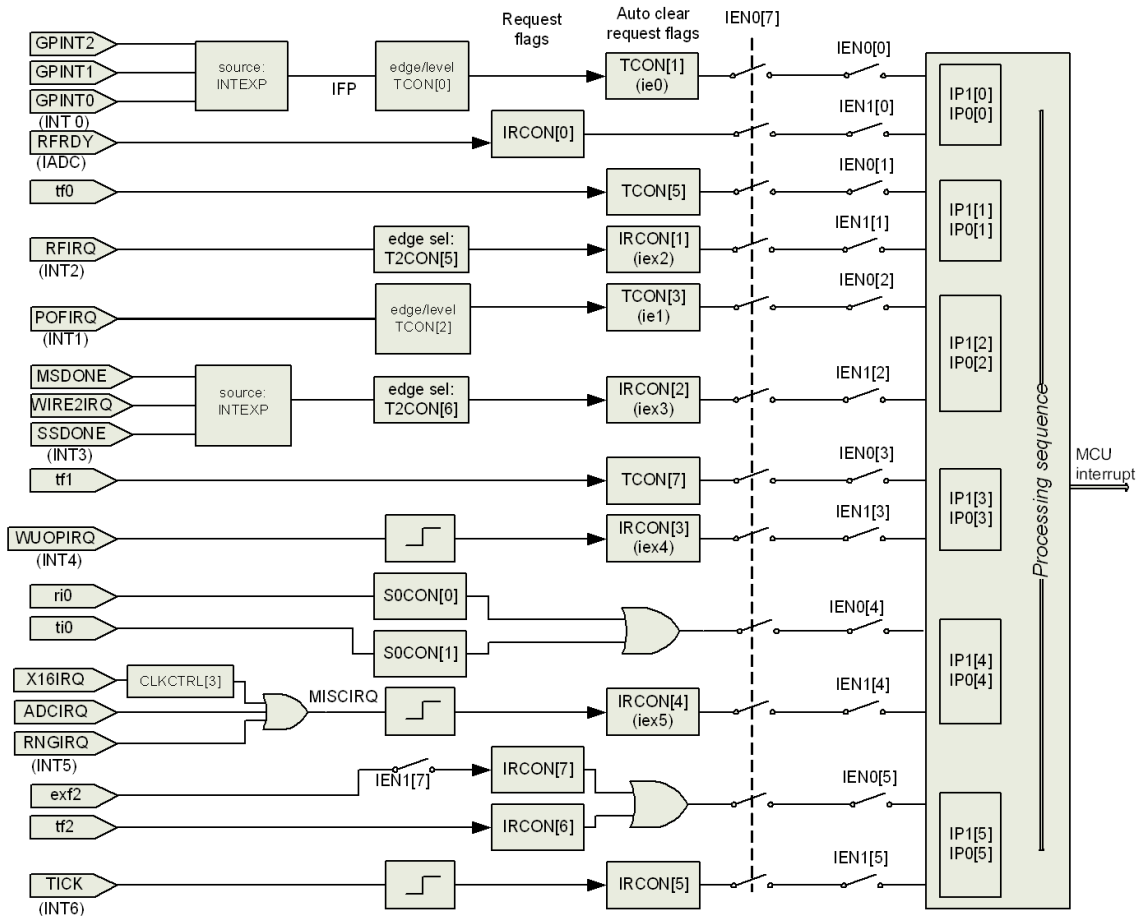 Request
flags
Auto clear
request flags
IEN0[7]
GPINT2
GPINT1
GPINT0
(INT 0)
source:
INTEXP
IFP
edge/level
TCON[0]
TCON[1]
(ie0)
IEN0[0]
IP1[0]
IP0[0]
RFRDY
(IADC)
IRCON[0]
IEN1[0]
tf0
TCON[5]
IEN0[1]
IP1[1]
IP0[1]
RFIRQ
(INT2)
edge sel:
T2CON[5]
IRCON[1]
(iex2)
IEN1[1]
POFIRQ
(INT1)
edge/level
TCON[2]
TCON[3]
(ie1)
IEN0[2]
IP1[2]
IP0[2]
MSDONE
WIRE2IRQ
SSDONE
(INT3)
source:
INTEXP
edge sel:
T2CON[6]
IRCON[2]
(iex3)
IEN1[2]
tf1
TCON[7]
IEN0[3]
IP1[3]
IP0[3]
WUOPIRQ
(INT4)
IRCON[3]
(iex4)
IEN1[3]
Processing sequence
MCU
interrupt
ri0
ti0
S0CON[0]
S0CON[1]
IEN0[4]
IP1[4]
IP0[4]
X16IRQ
CLKCTRL[3]
ADCIRQ
RNGIRQ
(INT5)
MISCIRQ
IRCON[4]
(iex5)
IEN1[4]
exf2
IEN1[7]
IRCON[7]
IEN0[5]
tf2
IRCON[6]
IP1[5]
IP0[5]
TICK
(INT6)
IRCON[5]
IEN1[5]